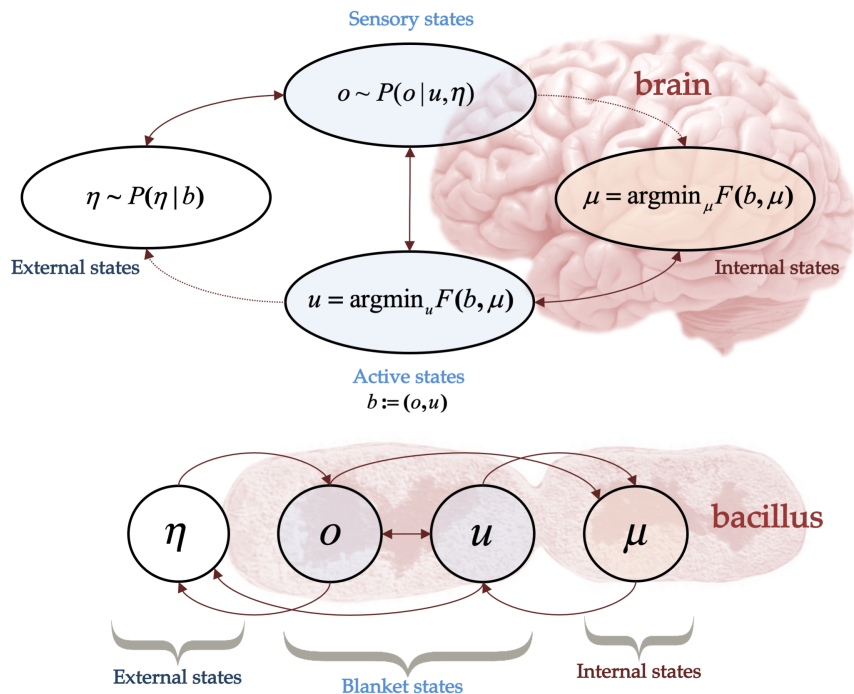 Sensory states
o ~ P(o | u, η)
brain
η ~ P(η | b)
μ = argmin_μ F(b, μ)
External states
Internal states
u = argmin_u F(b, μ)
Active states
b := (o, u)
η
o
u
μ
bacillus
External states
Blanket states
Internal states